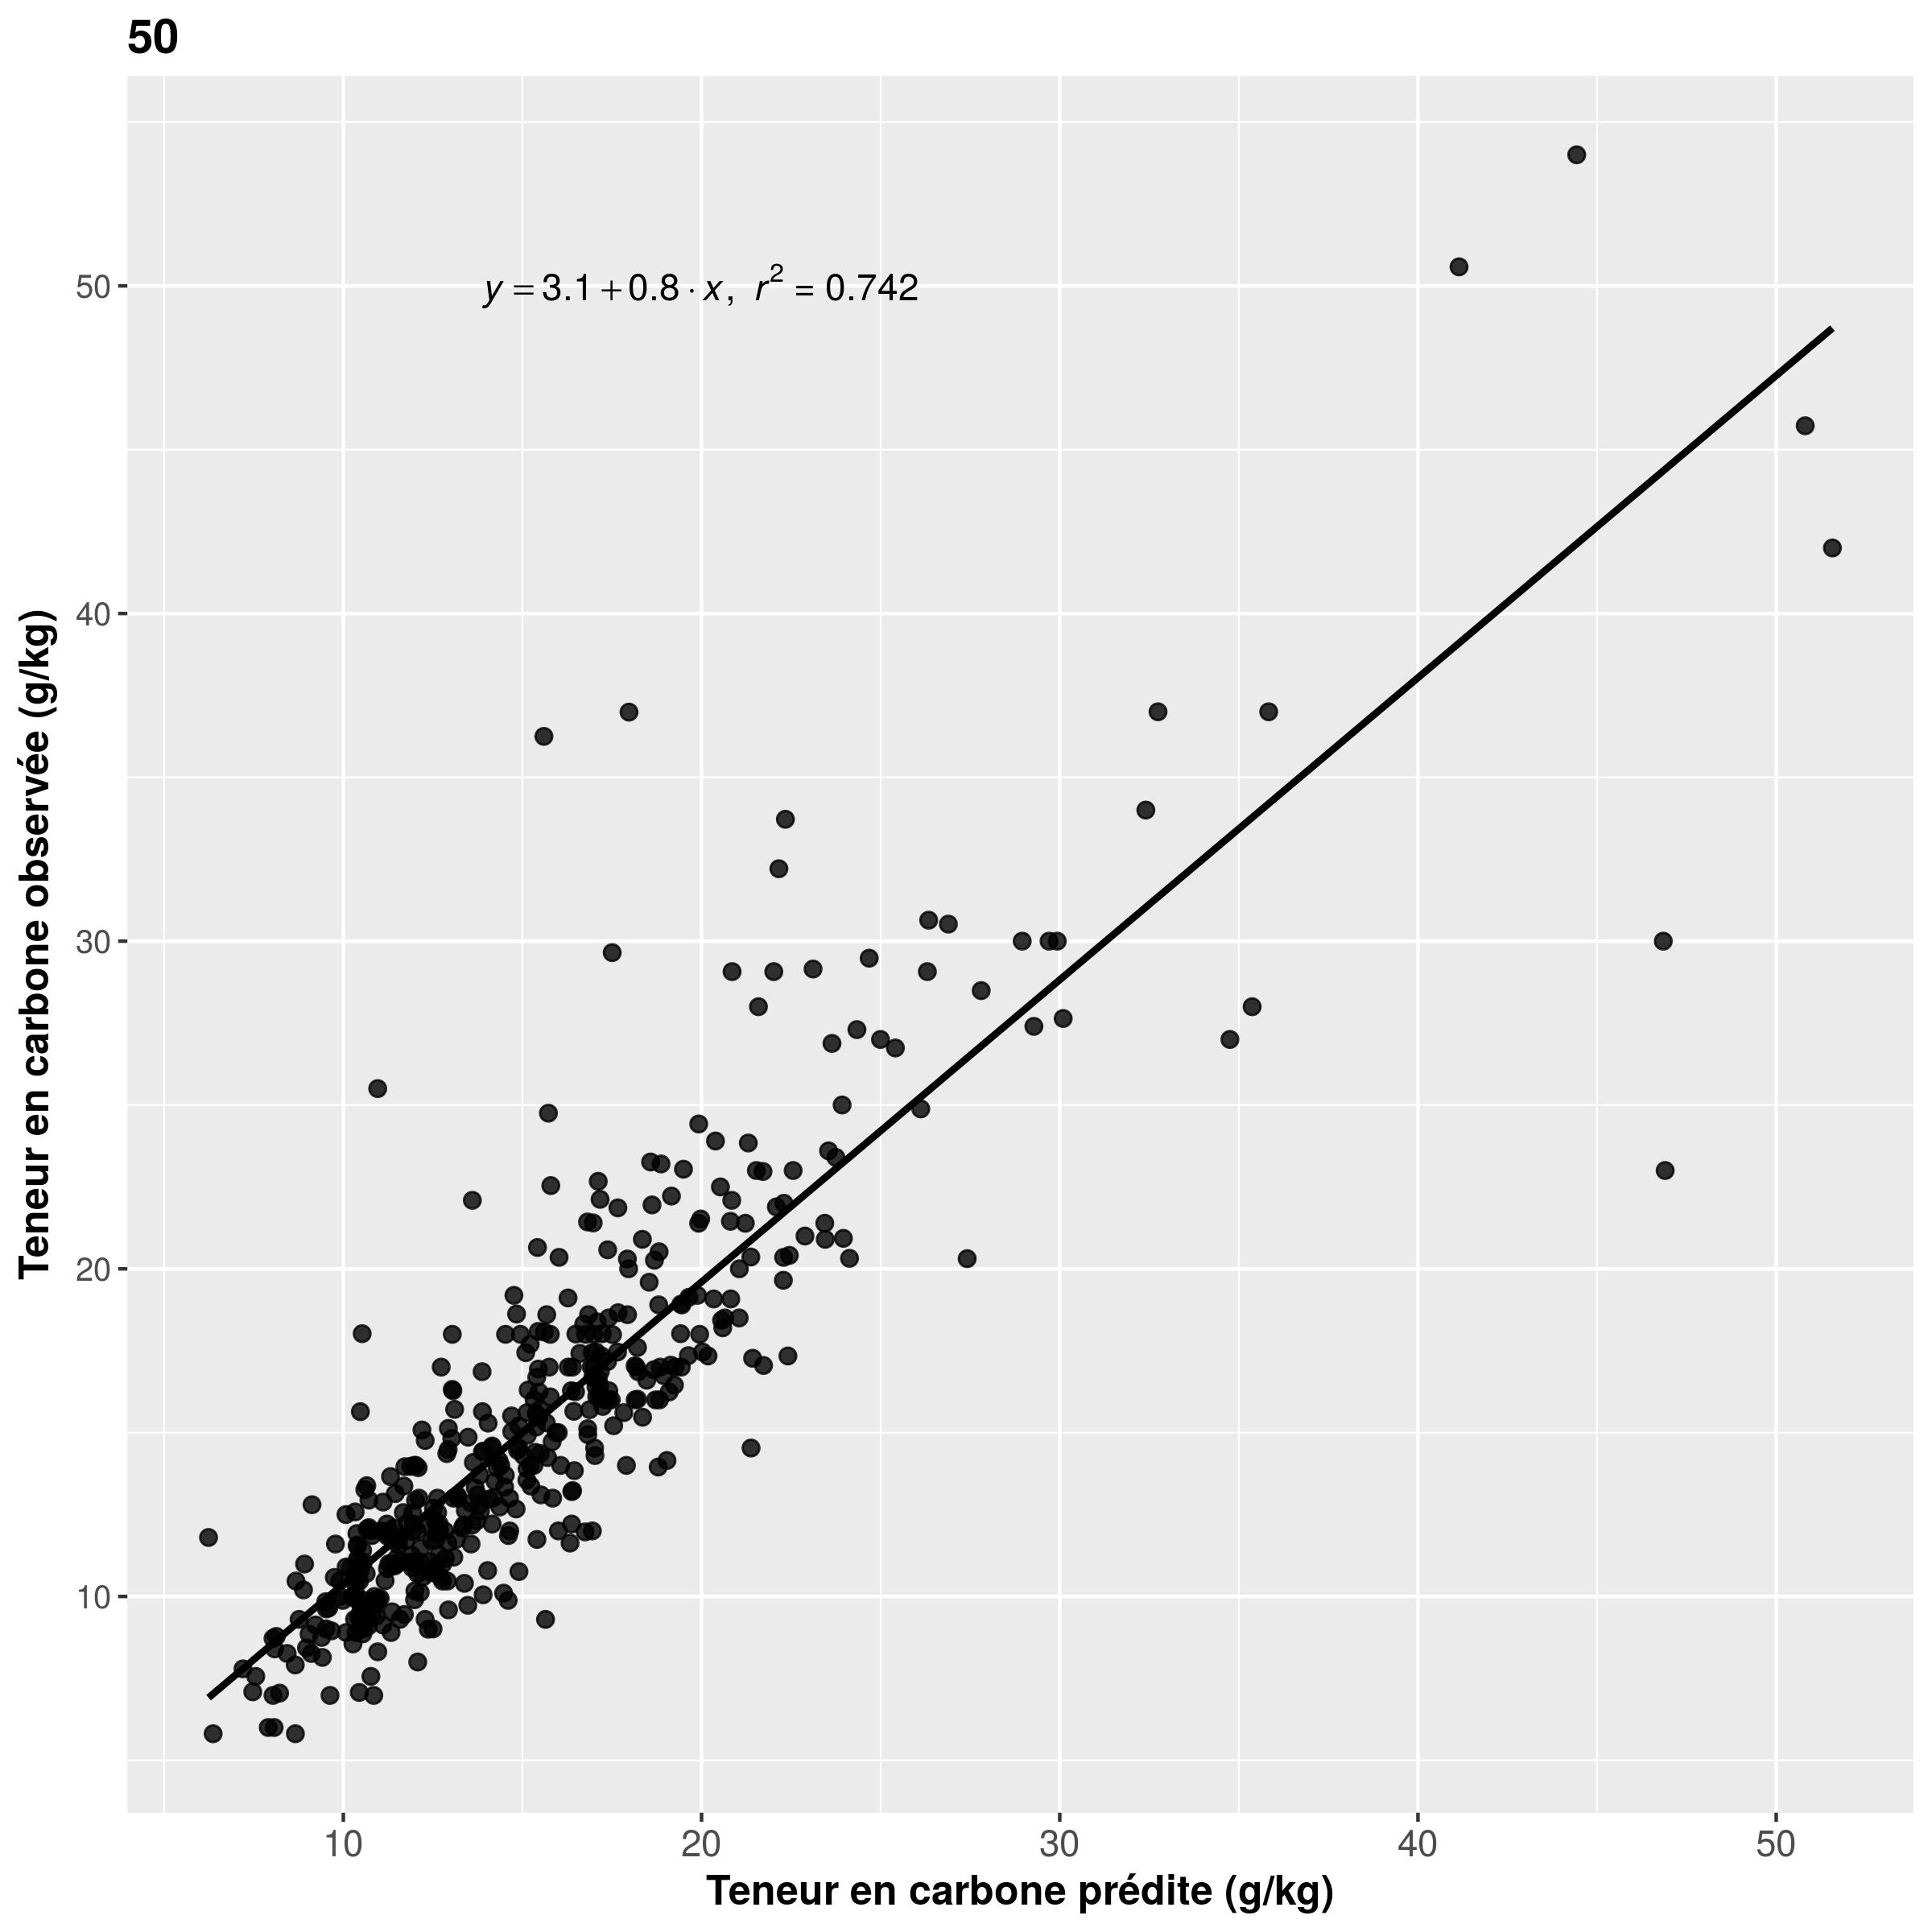 50
y = 3.1 + 0.8 · x, r² = 0.742
50
40
30
20
10
Teneur en carbone observée (g/kg)
10 20 30 40 50
Teneur en carbone prédite (g/kg)